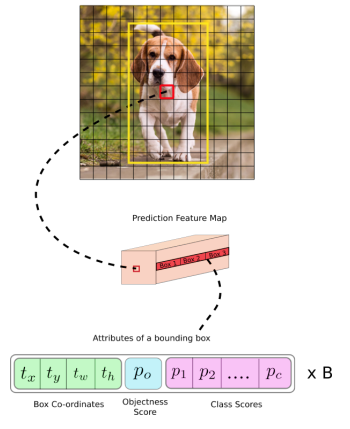 Prediction Feature Map
Box 1 Box 2 Box 3
Attributes of a bounding box
t_x t_y t_w t_h p_o p_1 p_2 .... p_c x B
Box Co-ordinates Objectness Score Class Scores